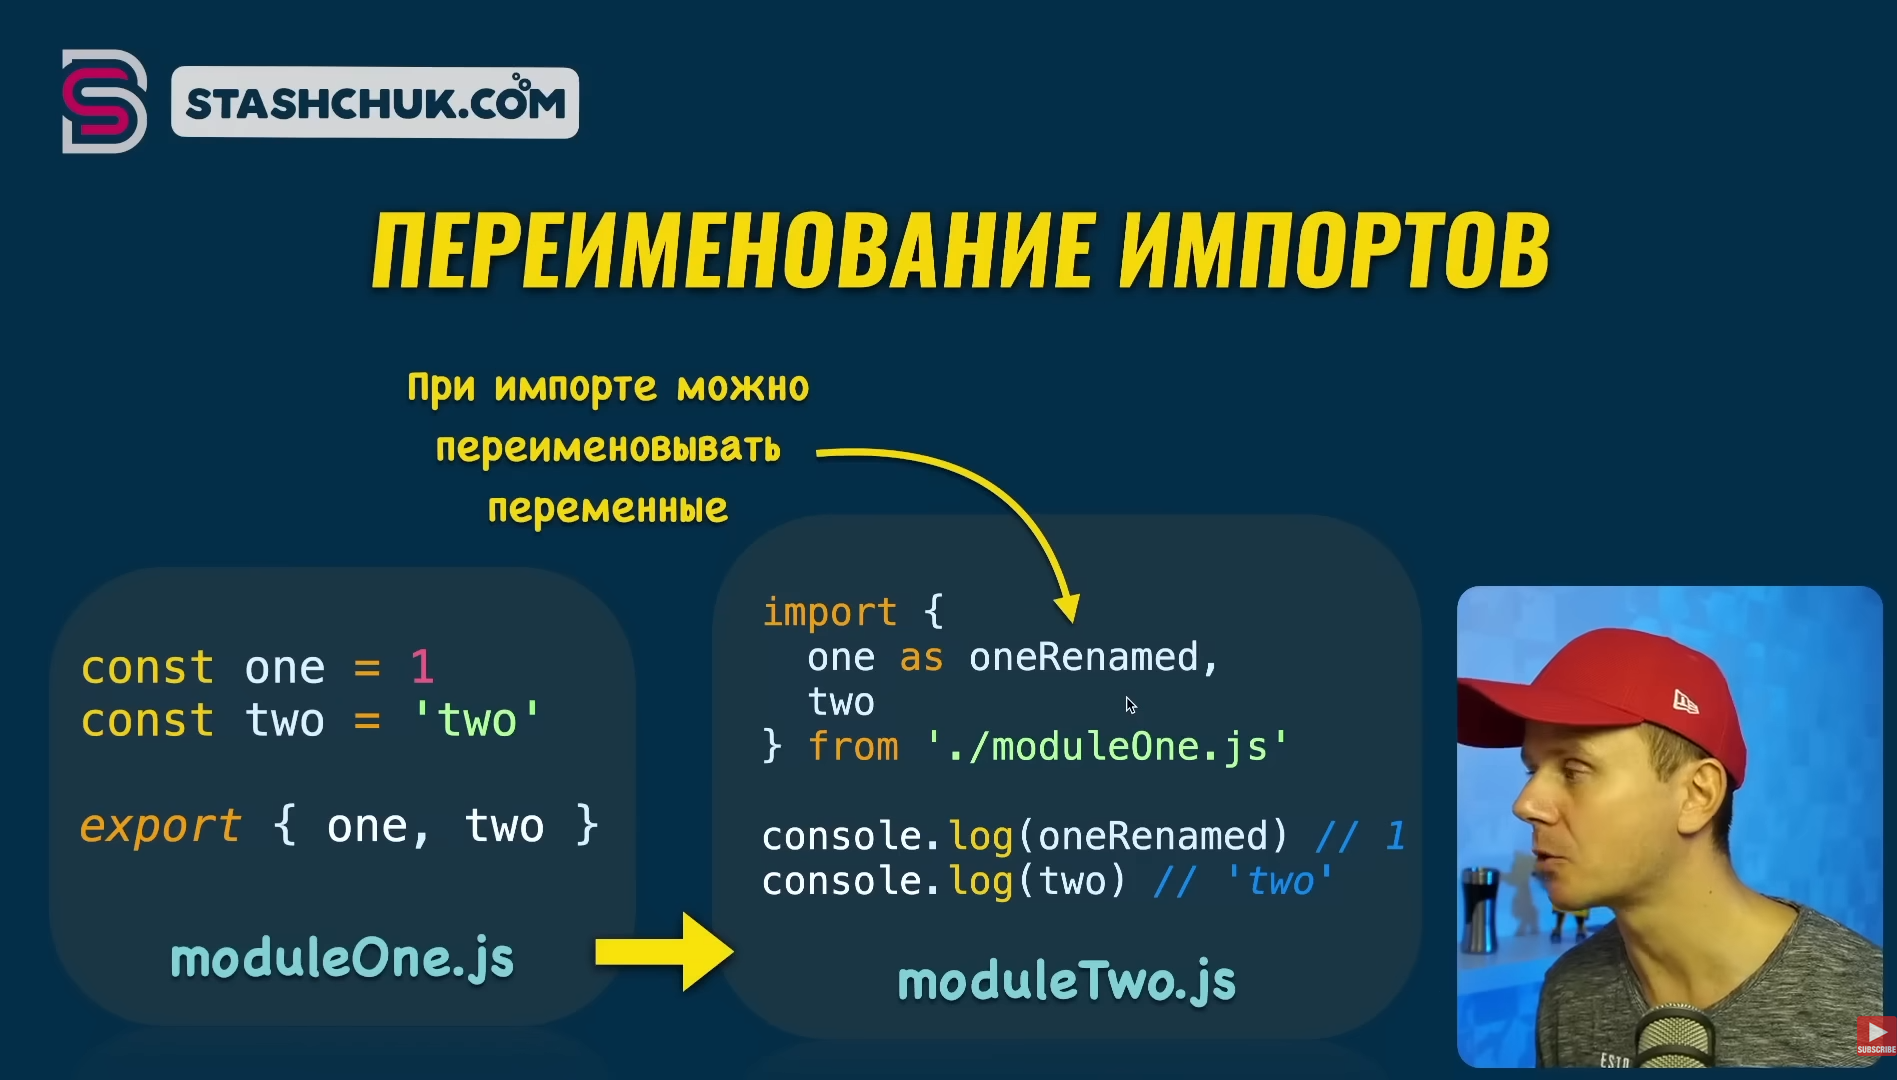 STASHCHUK.COM
ПЕРЕИМЕНОВАНИЕ ИМПОРТОВ
При импорте можно
переименовывать
переменные
const one = 1
const two = 'two'
export { one, two }
moduleOne.js
import {
one as oneRenamed,
two
} from './moduleOne.js'
console.log(oneRenamed) // 1
console.log(two) // 'two'
moduleTwo.js
SUBSCRIBE